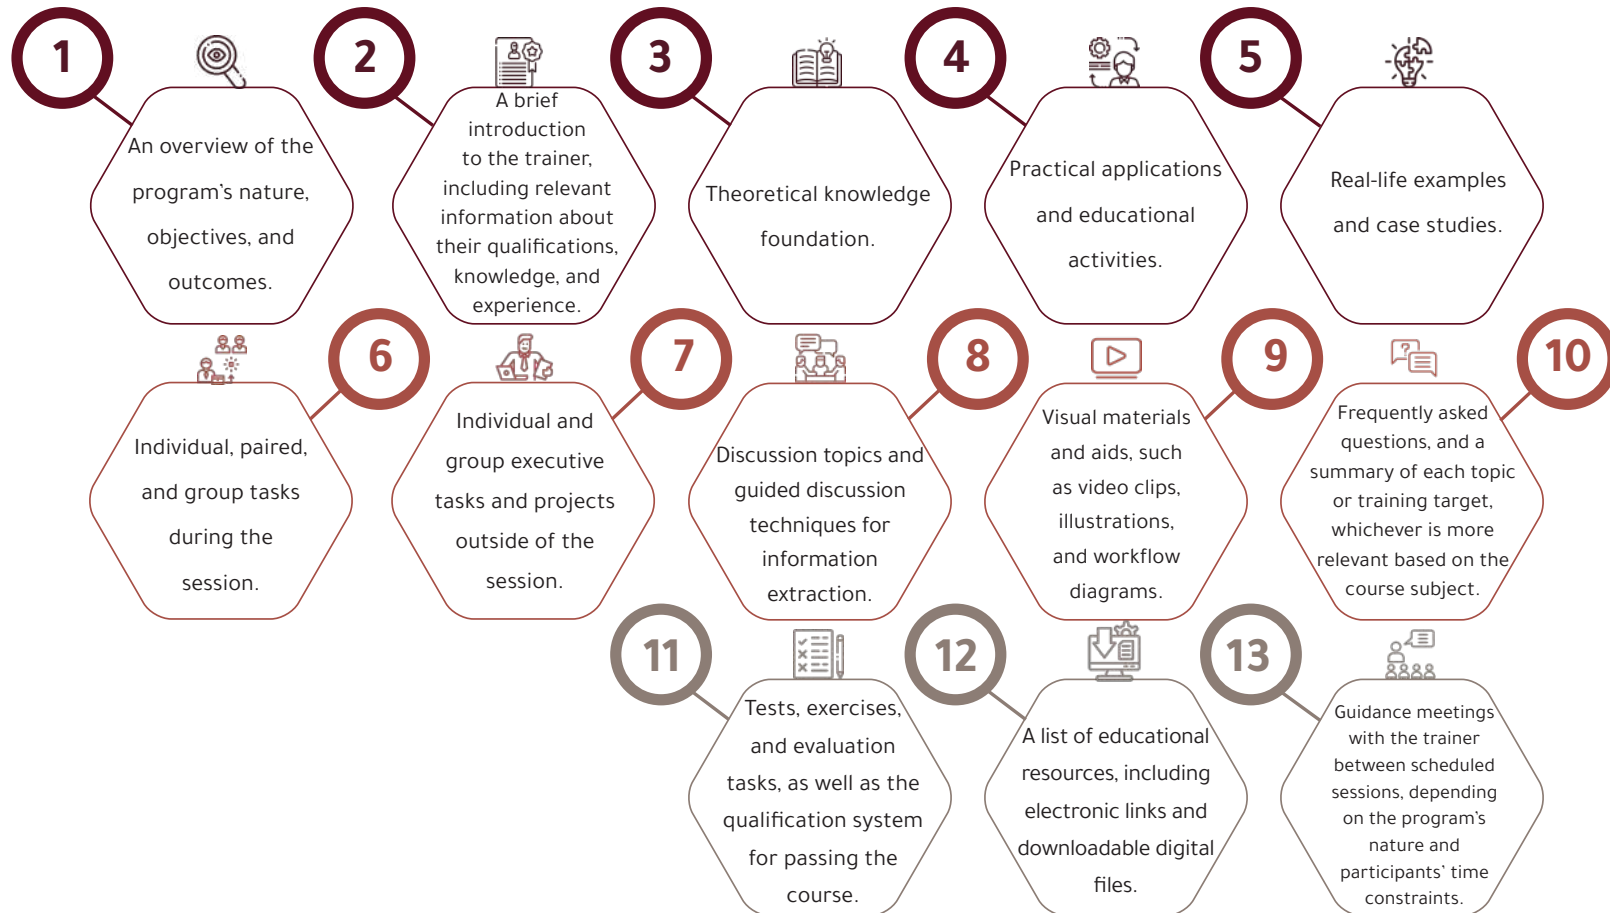 1
An overview of the
program's nature,
objectives, and
outcomes.
2
A brief
introduction
to the trainer,
including relevant
information about
their qualifications,
knowledge, and
experience.
3
Theoretical knowledge
foundation.
4
Practical applications
and educational
activities.
5
Real-life examples
and case studies.
6
Individual, paired,
and group tasks
during the
session.
7
Individual and
group executive
tasks and projects
outside of the
session.
8
Discussion topics and
guided discussion
techniques for
information
extraction.
9
Visual materials
and aids, such
as video clips,
illustrations,
and workflow
diagrams.
10
Frequently asked
questions, and a
summary of each topic
or training target,
whichever is more
relevant based on the
course subject.
11
Tests, exercises,
and evaluation
tasks, as well as the
qualification system
for passing the
course.
12
A list of educational
resources, including
electronic links and
downloadable digital
files.
13
Guidance meetings
with the trainer
between scheduled
sessions, depending
on the program's
nature and
participants' time
constraints.